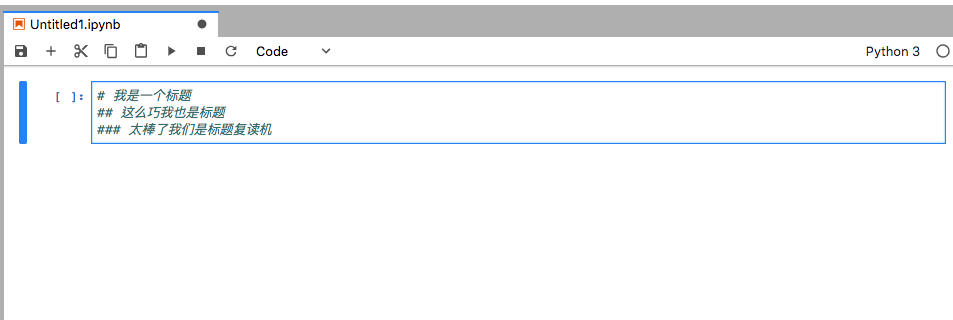 Untitled1.ipynb
Code
Python 3
[ ]:
# 我是一个标题
## 这么巧我也是标题
### 太棒了我们是标题复读机